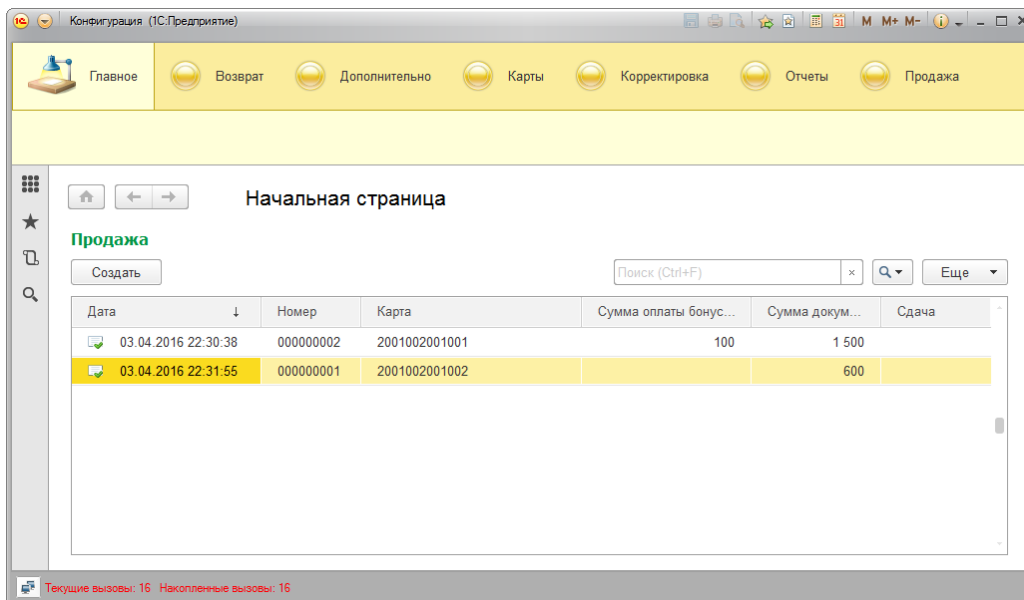 Конфигурация (1С:Предприятие) M M+ M-
Главное Возврат Дополнительно Карты Корректировка Отчеты Продажа
Начальная страница
Продажа
Создать Поиск (Ctrl+F) × Еще
Дата ↓ Номер Карта Сумма оплаты бонус... Сумма докум... Сдача
03.04.2016 22:30:38 000000002 2001002001001 100 1 500
03.04.2016 22:31:55 000000001 2001002001002 600
Текущие вызовы: 16 Накопленные вызовы: 16